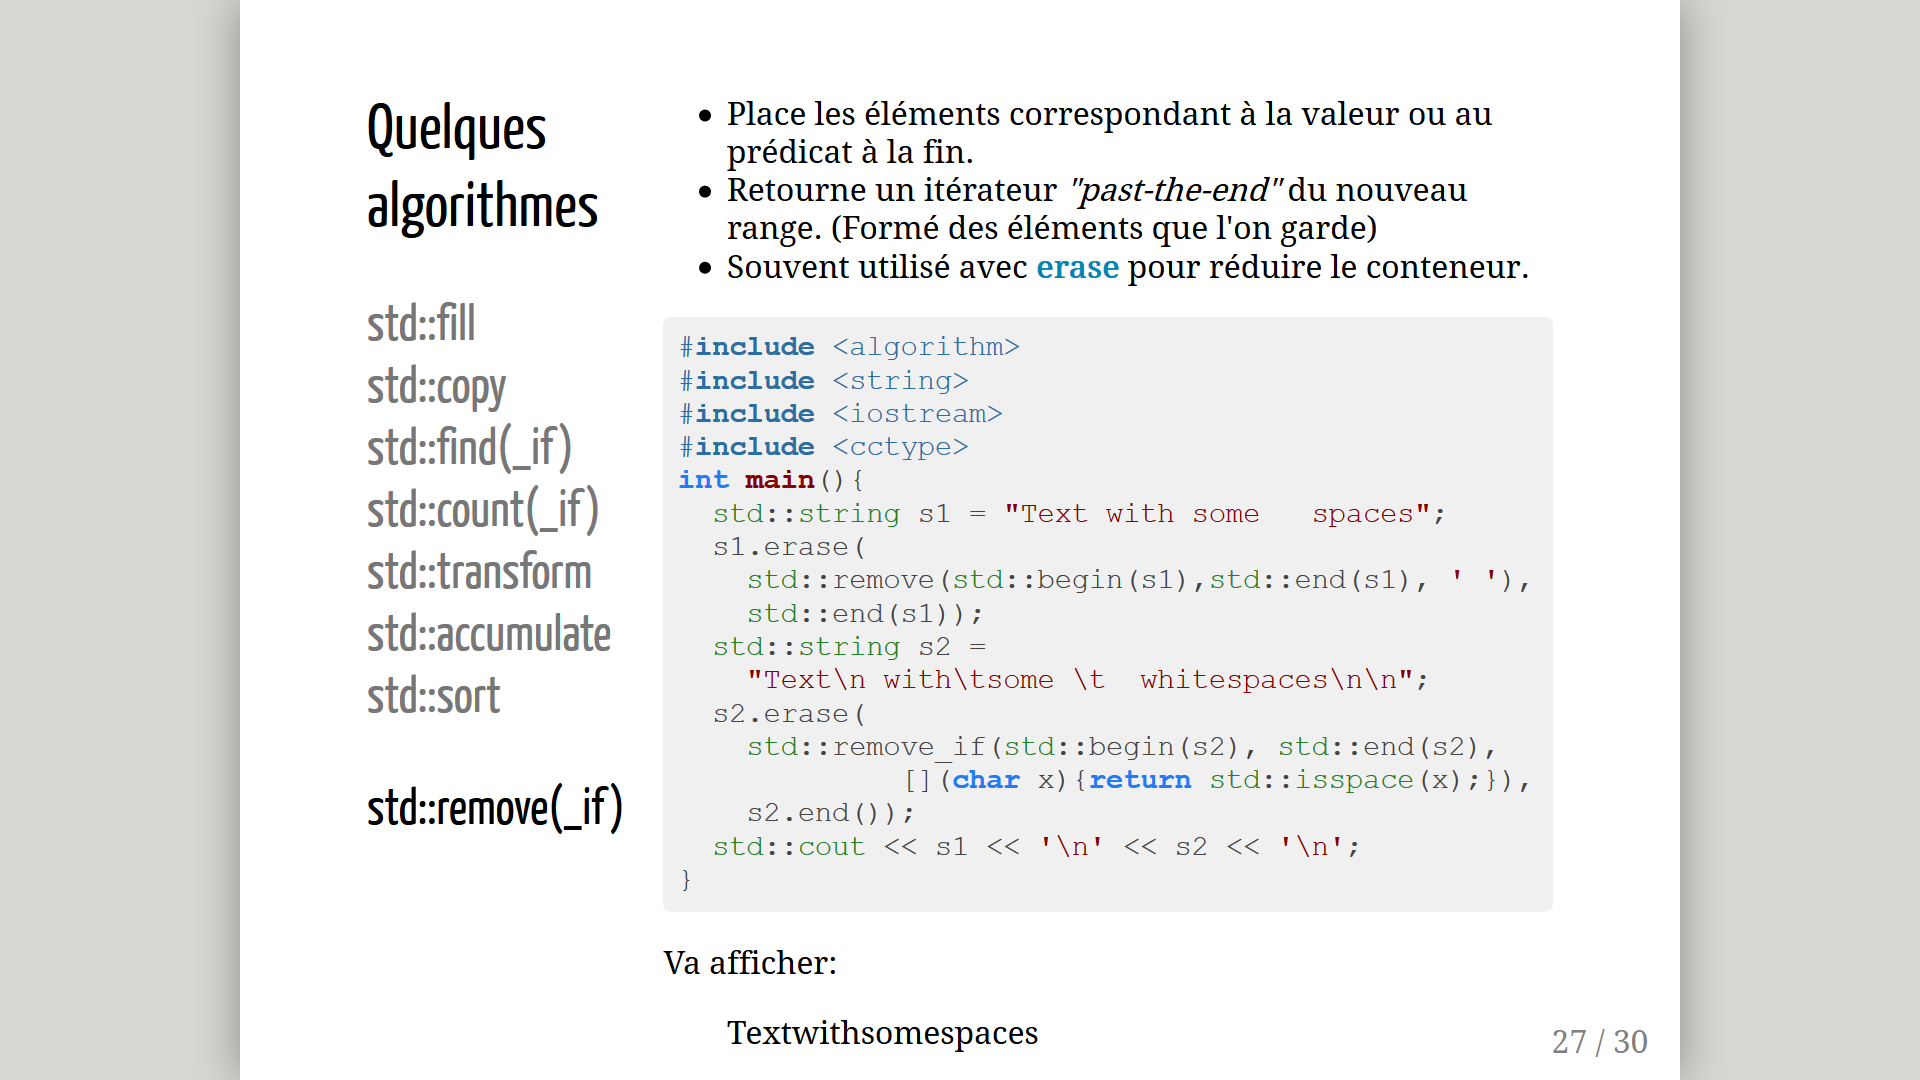 Quelques
algorithmes
std::fill
std::copy
std::find(_if)
std::count(_if)
std::transform
std::accumulate
std::sort
std::remove(_if)
• Place les éléments correspondant à la valeur ou au
prédicat à la fin.
• Retourne un itérateur "past-the-end" du nouveau
range. (Formé des éléments que l'on garde)
• Souvent utilisé avec erase pour réduire le conteneur.
#include <algorithm>
#include <string>
#include <iostream>
#include <cctype>
int main(){
  std::string s1 = "Text with some   spaces";
  s1.erase(
    std::remove(std::begin(s1),std::end(s1), ' '),
    std::end(s1));
  std::string s2 =
    "Text\n with\tsome \t  whitespaces\n\n";
  s2.erase(
    std::remove_if(std::begin(s2), std::end(s2),
             [](char x){return std::isspace(x);}),
    s2.end());
  std::cout << s1 << '\n' << s2 << '\n';
}
Va afficher:
Textwithsomespaces
27 / 30